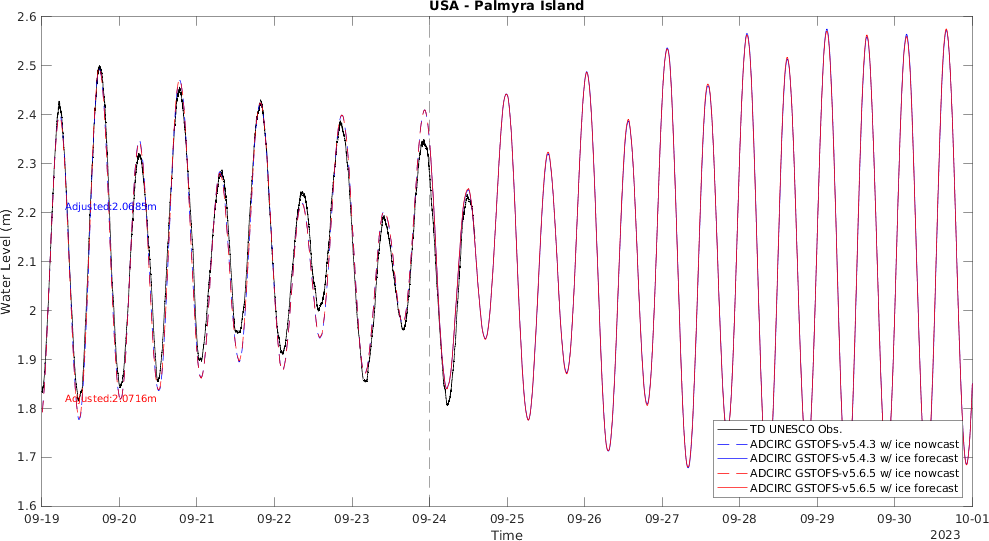 USA - Palmyra Island
2.6
2.5
2.4
2.3
2.2
2.1
2
1.9
1.8
1.7
1.6
Water Level (m)
Adjusted:2.0685m
Adjusted:2.0716m
TD UNESCO Obs.
ADCIRC GSTOFS-v5.4.3 w/ ice nowcast
ADCIRC GSTOFS-v5.4.3 w/ ice forecast
ADCIRC GSTOFS-v5.6.5 w/ ice nowcast
ADCIRC GSTOFS-v5.6.5 w/ ice forecast
09-19 09-20 09-21 09-22 09-23 09-24 09-25 09-26 09-27 09-28 09-29 09-30 10-01
Time
2023